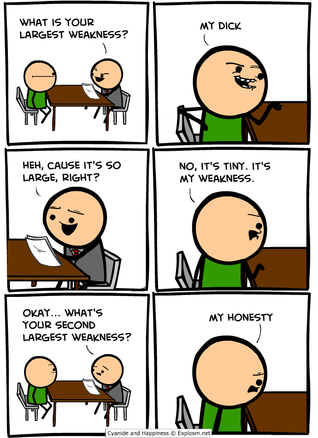 WHAT IS YOUR
LARGEST WEAKNESS?
MY DICK
HEH, CAUSE IT'S SO
LARGE, RIGHT?
NO, IT'S TINY. IT'S
MY WEAKNESS.
OKAY... WHAT'S
YOUR SECOND
LARGEST WEAKNESS?
MY HONESTY
Cyanide and Happiness © Explosm.net